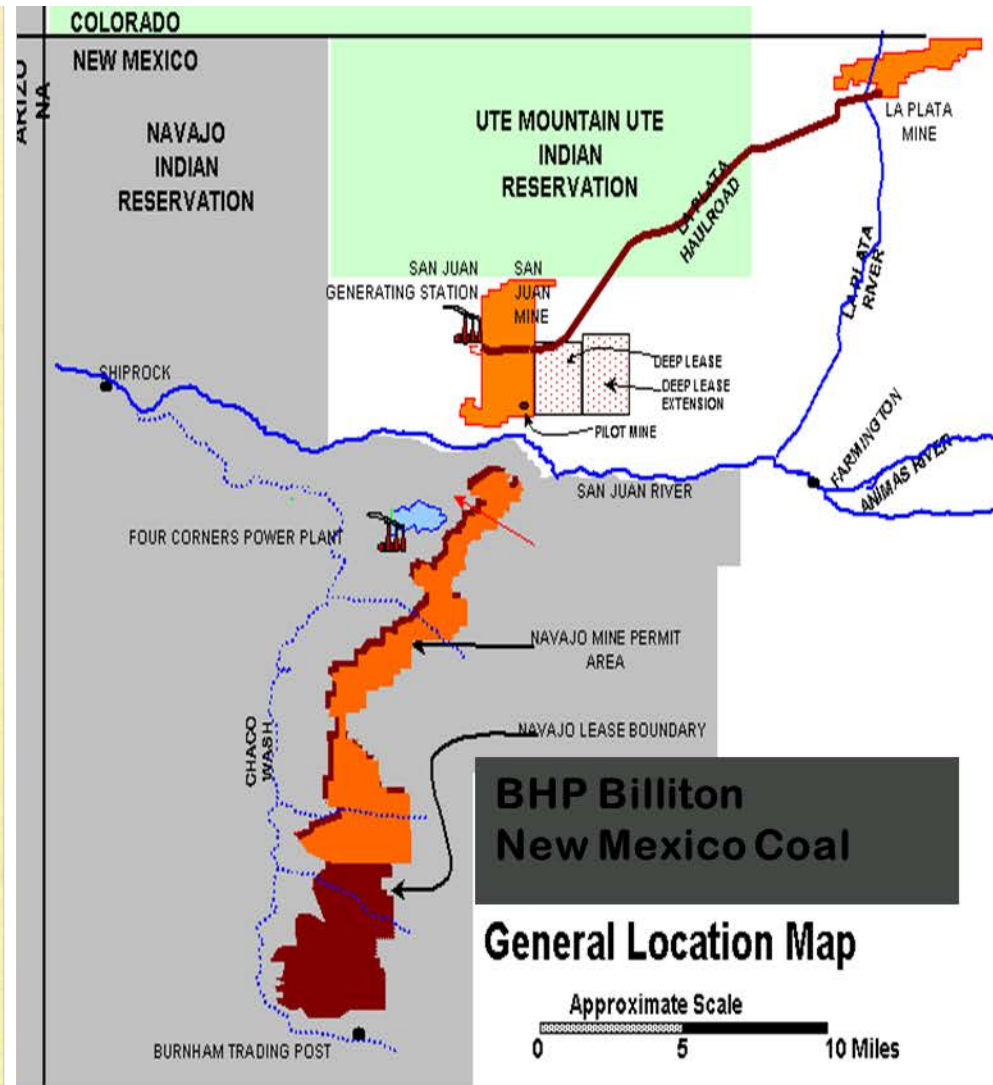 COLORADO
NEW MEXICO
ARIZO
NA
NAVAJO
INDIAN
RESERVATION
UTE MOUNTAIN UTE
INDIAN
RESERVATION
LA PLATA
MINE
LA PLATA
HAULROAD
LA PLATA
RIVER
SAN JUAN
GENERATING STATION
SAN
JUAN
MINE
DEEP LEASE
DEEP LEASE
EXTENSION
PILOT MINE
SHIPROCK
FARMINGTON
ANIMAS RIVER
SAN JUAN RIVER
FOUR CORNERS POWER PLANT
NAVAJO MINE PERMIT
AREA
NAVAJO LEASE BOUNDARY
CHACO
WASH
BHP Billiton
New Mexico Coal
General Location Map
Approximate Scale
0 5 10 Miles
BURNHAM TRADING POST